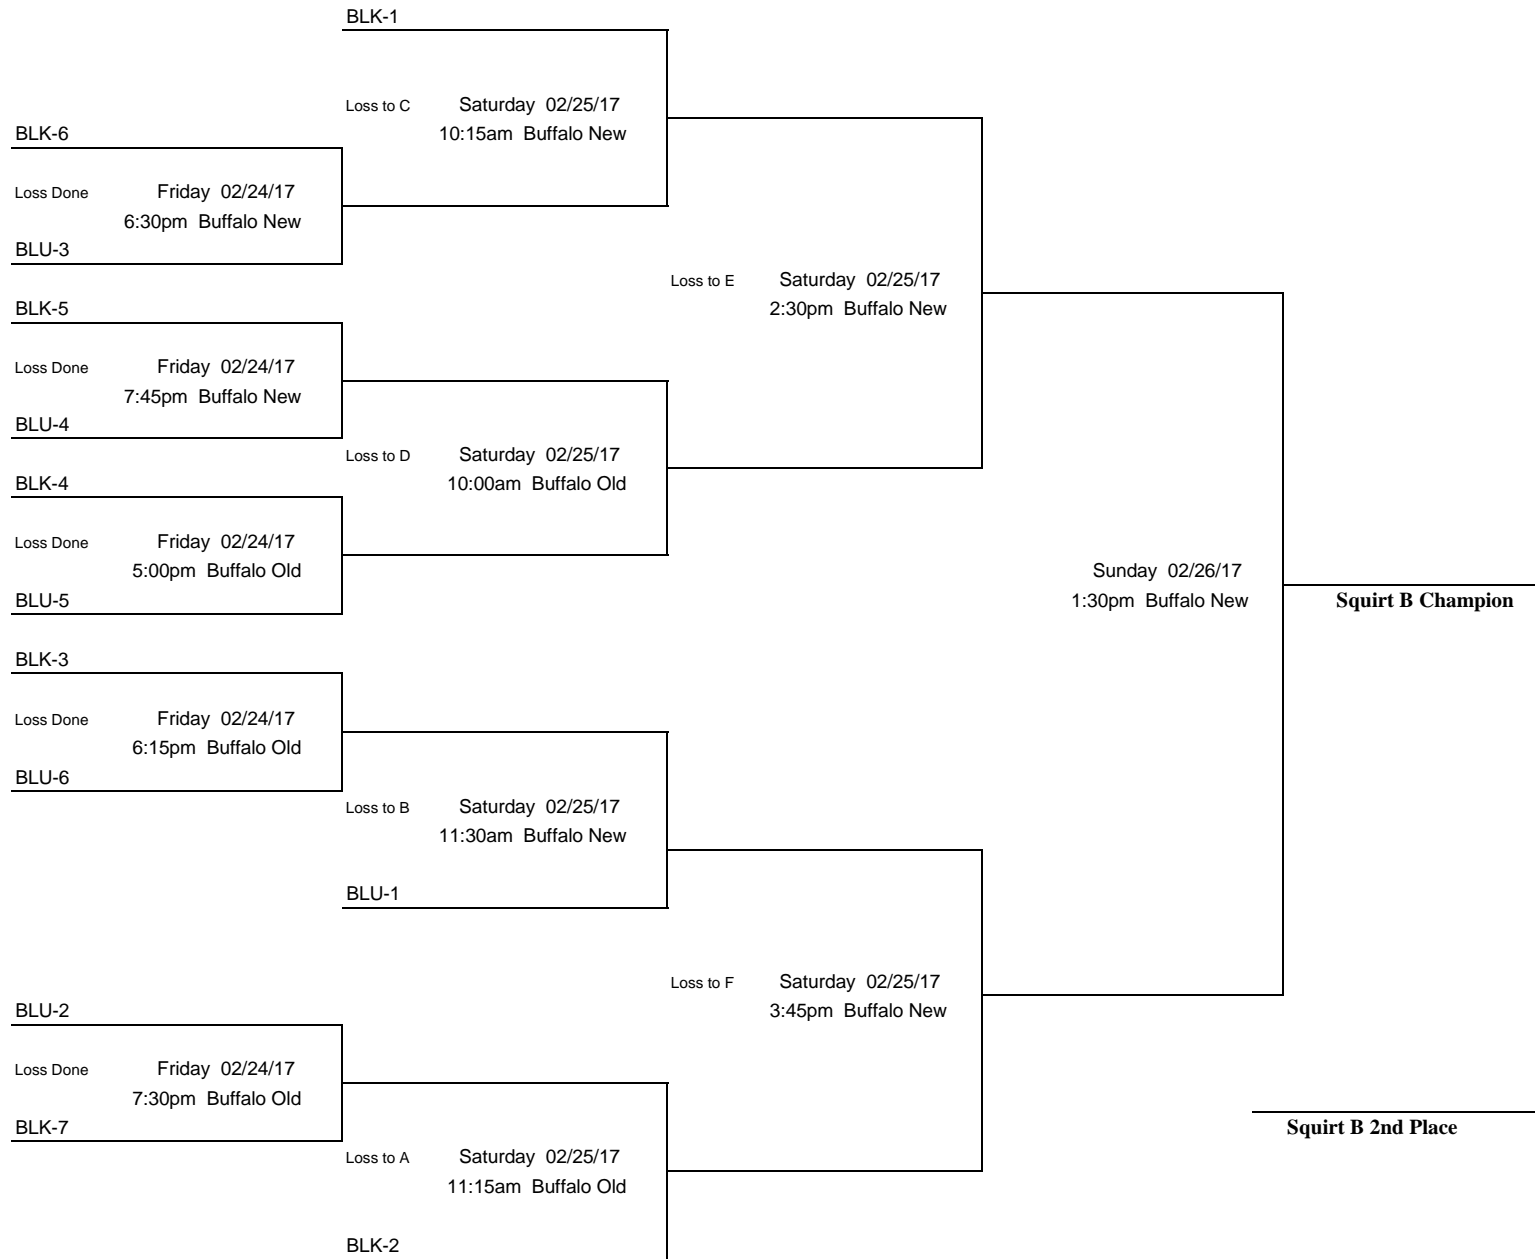 BLK-1
Loss to C Saturday 02/25/17
10:15am Buffalo New
BLK-6
Loss Done Friday 02/24/17
6:30pm Buffalo New
BLU-3
Loss to E Saturday 02/25/17
2:30pm Buffalo New
BLK-5
Loss Done Friday 02/24/17
7:45pm Buffalo New
BLU-4
Loss to D Saturday 02/25/17
10:00am Buffalo Old
BLK-4
Loss Done Friday 02/24/17
5:00pm Buffalo Old
BLU-5
Sunday 02/26/17
1:30pm Buffalo New
Squirt B Champion
BLK-3
Loss Done Friday 02/24/17
6:15pm Buffalo Old
BLU-6
Loss to B Saturday 02/25/17
11:30am Buffalo New
BLU-1
Loss to F Saturday 02/25/17
3:45pm Buffalo New
BLU-2
Loss Done Friday 02/24/17
7:30pm Buffalo Old
BLK-7
Squirt B 2nd Place
Loss to A Saturday 02/25/17
11:15am Buffalo Old
BLK-2